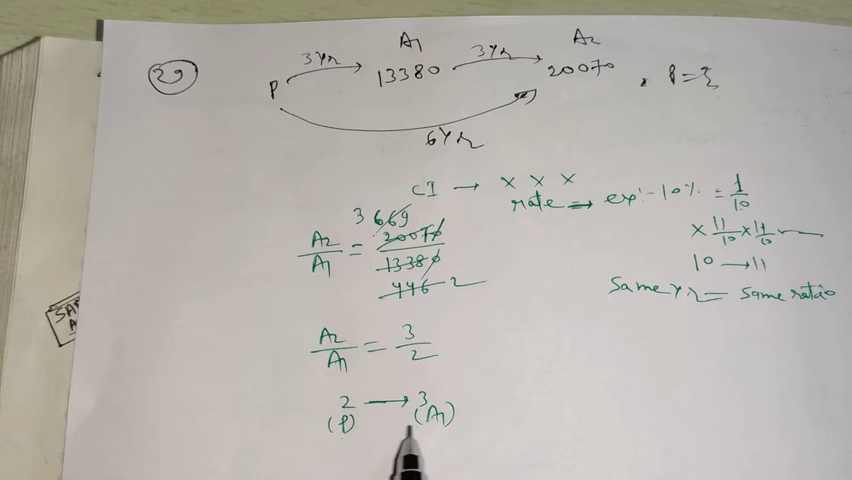 29
P 3Yr A1 13380 3Yr A2 20070, P=?
6Yr
CI → × × ×
rate → ex:- 10% = 1/10
× 11/10 × 11/10
10 → 11
Same Yr = Same ratio
A2/A1 = 20070/13380
3 669
446 2
A2/A1 = 3/2
2 → 3
(P) (A1)